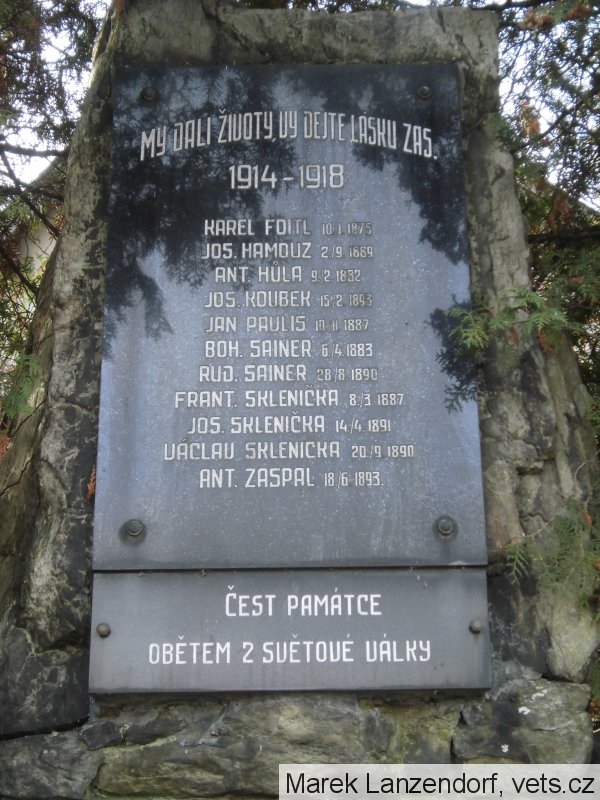 MY DALI ŽIVOTY, VY DEJTE LÁSKU ZAS.
1914-1918
KAREL FOITL 10./1 1875
JOS. HAMOUZ 2./9. 1889
ANT. HŮLA 9./2. 1882
JOS. KOUBEK 15./2. 1893
JAN PAULIS 10./11. 1887
BOH. SAINER 6./4. 1883
RUD. SAINER 28./8. 1890
FRANT. SKLENIČKA 8./3. 1887
JOS. SKLENIČKA 14./4. 1891
VÁCLAV SKLENIČKA 20./9. 1890
ANT. ZASPAL 18./6. 1893.
ČEST PAMÁTCE
OBĚTEM 2 SVĚTOVÉ VÁLKY
Marek Lanzendorf, vets.cz